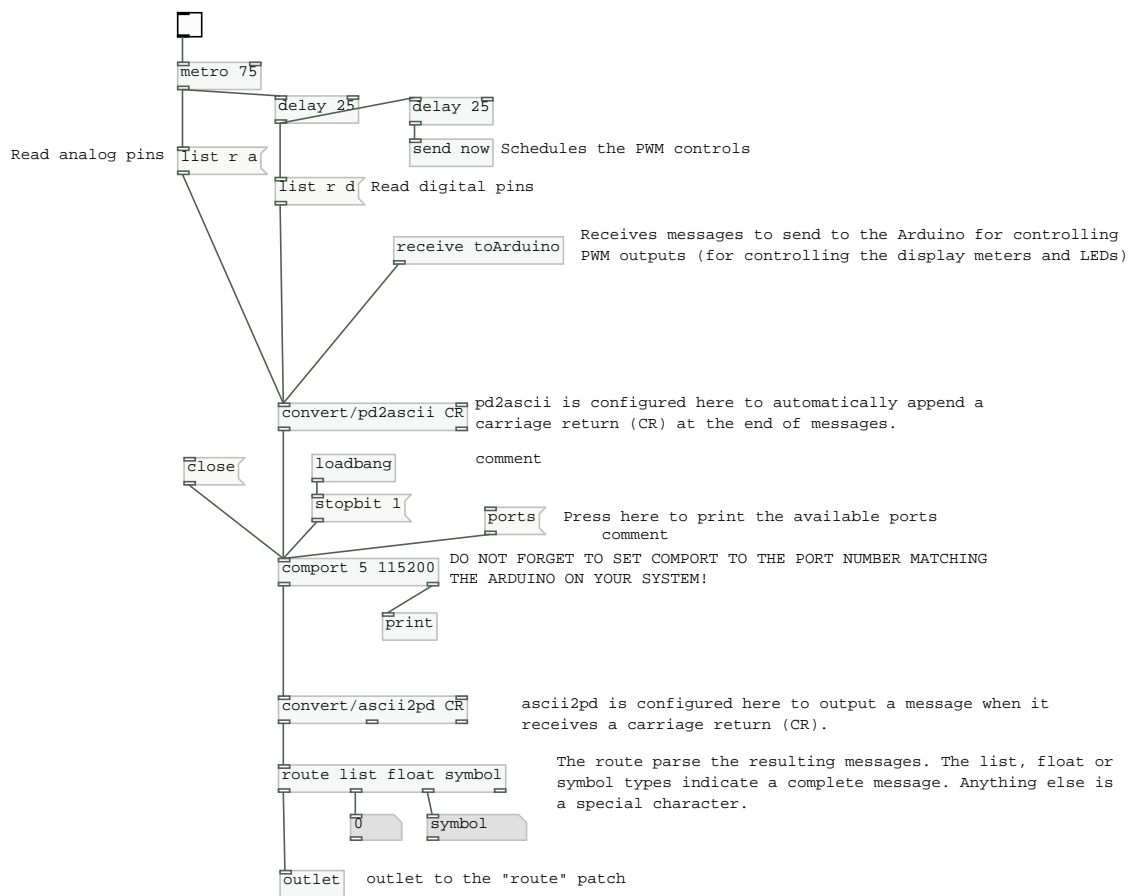 metro 75
delay 25
delay 25
Read analog pins
list r a
send now
Schedules the PWM controls
list r d
Read digital pins
receive toArduino
Receives messages to send to the Arduino for controlling
PWM outputs (for controlling the display meters and LEDs)
convert/pd2ascii CR
pd2ascii is configured here to automatically append a
carriage return (CR) at the end of messages.
close
loadbang
comment
stopbit 1
ports
Press here to print the available ports
comment
comport 5 115200
DO NOT FORGET TO SET COMPORT TO THE PORT NUMBER MATCHING
THE ARDUINO ON YOUR SYSTEM!
print
convert/ascii2pd CR
ascii2pd is configured here to output a message when it
receives a carriage return (CR).
route list float symbol
The route parse the resulting messages. The list, float or
symbol types indicate a complete message. Anything else is
a special character.
0
symbol
outlet
outlet to the "route" patch